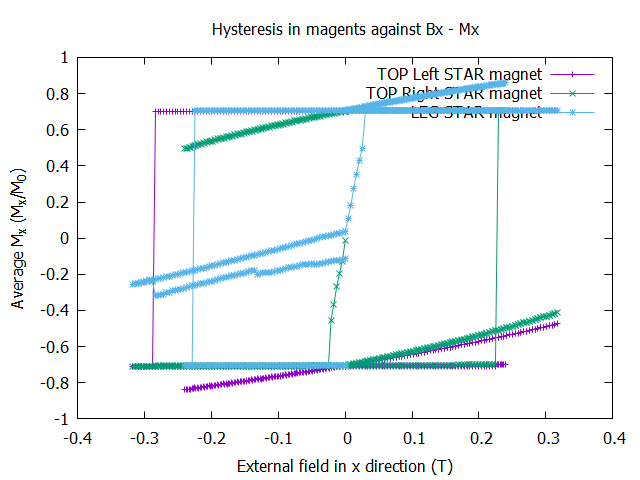 Hysteresis in magents against Bx - Mx
1
0.8
0.6
0.4
0.2
0
-0.2
-0.4
-0.6
-0.8
-1
Average Mx (Mx/M0)
TOP Left STAR magnet
TOP Right STAR magnet
LEG STAR magnet
-0.4 -0.3 -0.2 -0.1 0 0.1 0.2 0.3 0.4
External field in x direction (T)